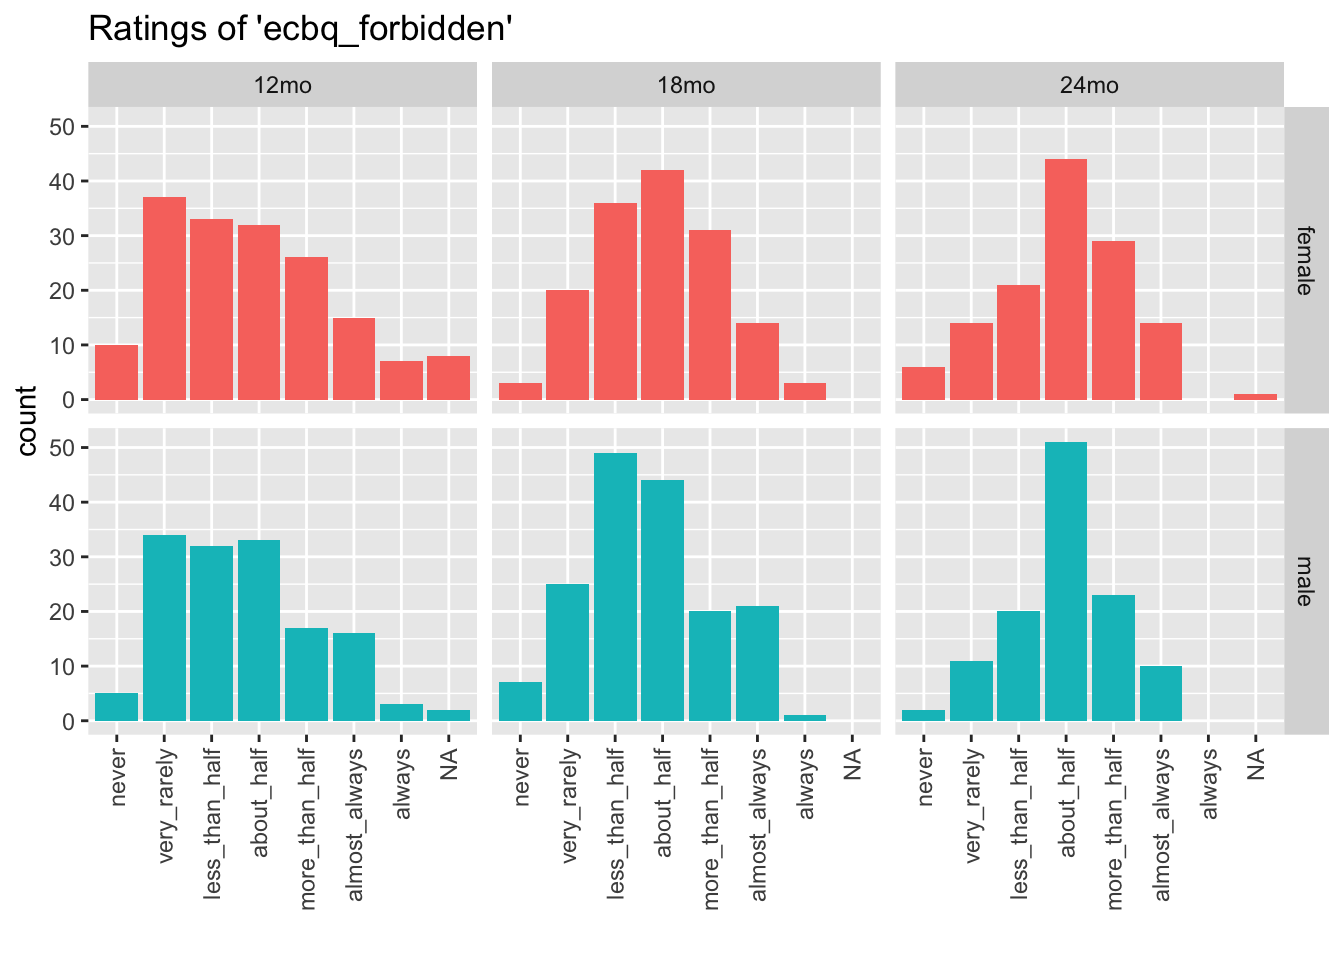 Ratings of 'ecbq_forbidden'
12mo 18mo 24mo
50
40
30
20
10
0
female
count
50
40
30
20
10
0
male
never very_rarely less_than_half about_half more_than_half almost_always always NA
never very_rarely less_than_half about_half more_than_half almost_always always NA
never very_rarely less_than_half about_half more_than_half almost_always always NA